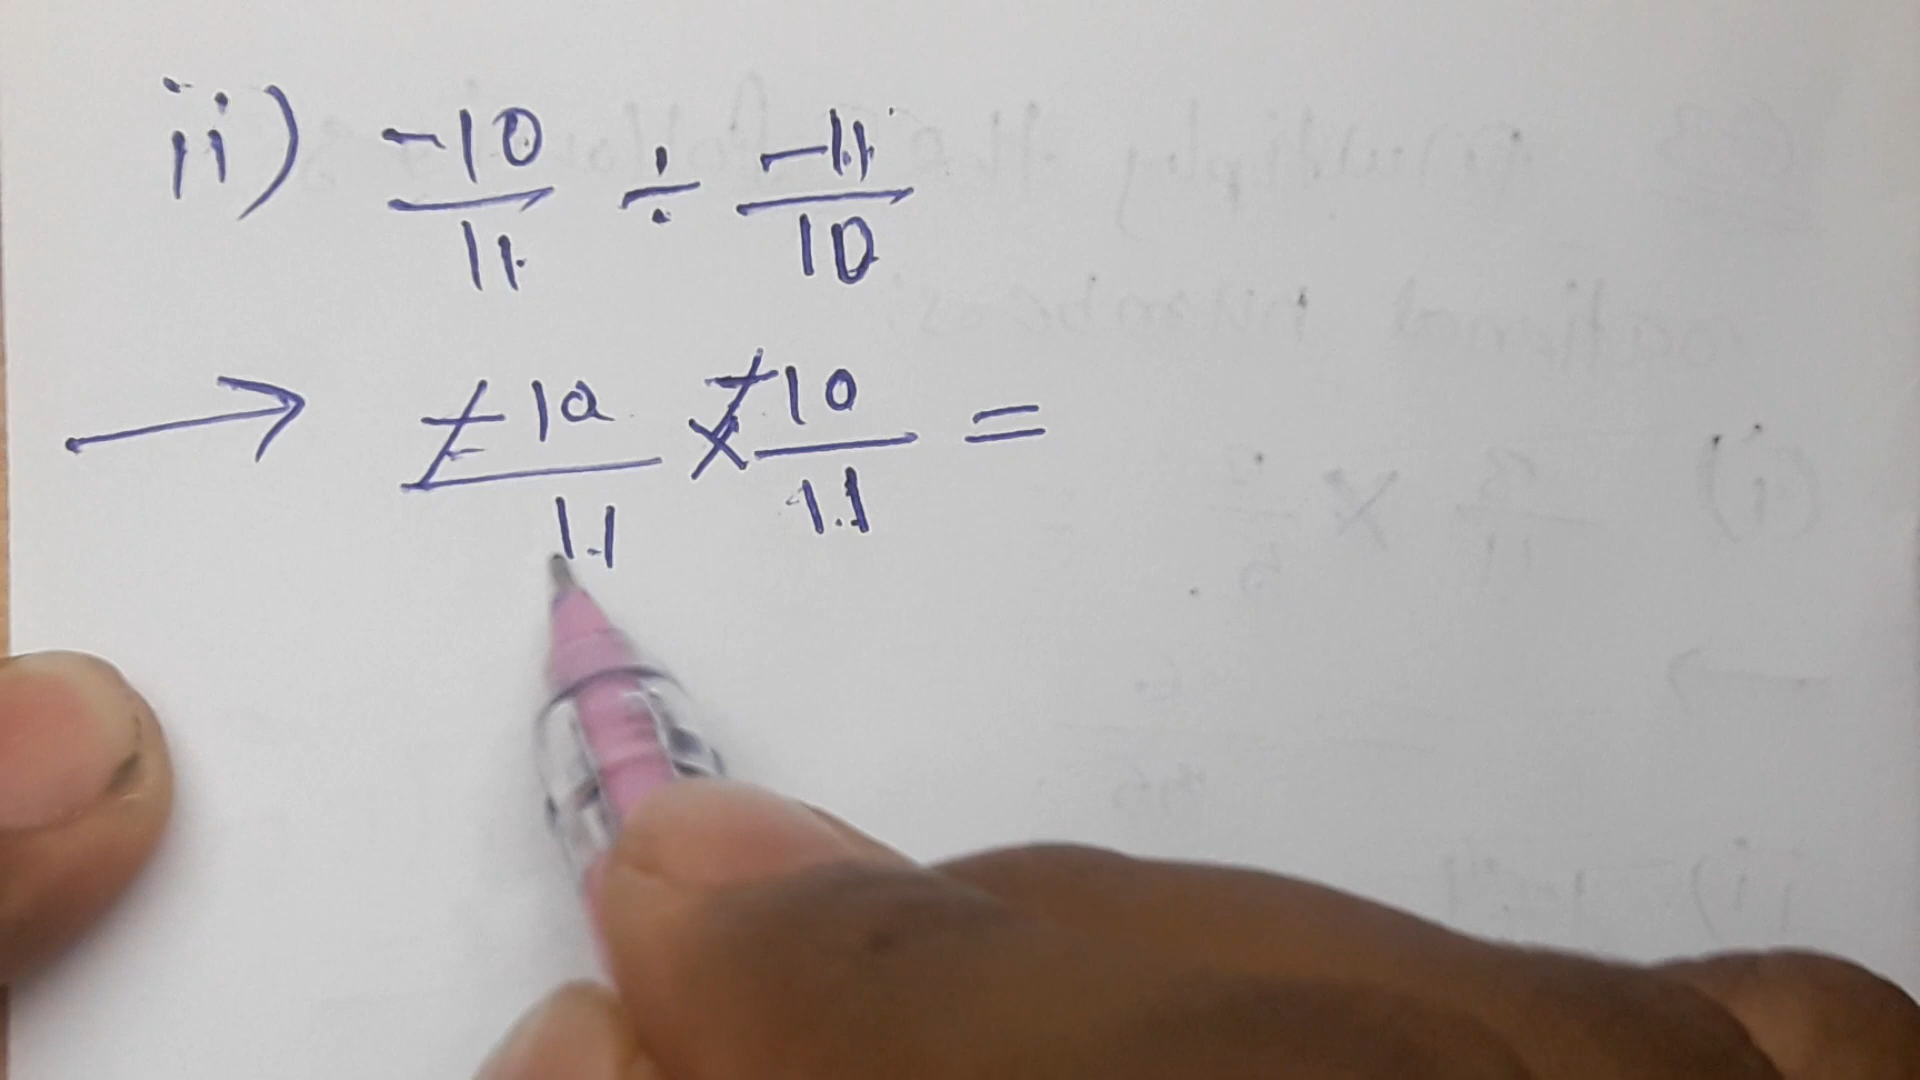 ii) -10/11 ÷ -11/10
→ -10/11 × -10/11 =